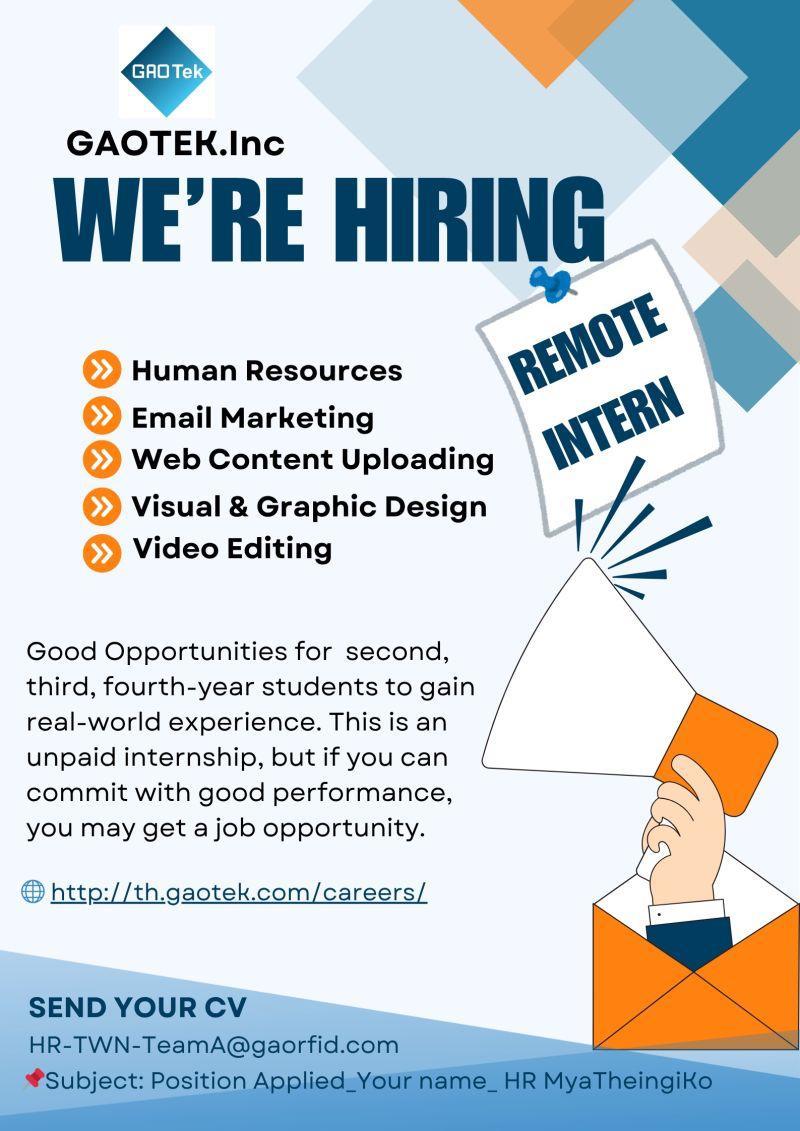 GAOTek
GAOTEK.Inc
WE’RE HIRING
REMOTE
INTERN
Human Resources
Email Marketing
Web Content Uploading
Visual & Graphic Design
Video Editing
Good Opportunities for second,
third, fourth-year students to gain
real-world experience. This is an
unpaid internship, but if you can
commit with good performance,
you may get a job opportunity.
http://th.gaotek.com/careers/
SEND YOUR CV
HR-TWN-TeamA@gaorfid.com
Subject: Position Applied_Your name_ HR MyaTheingiKo